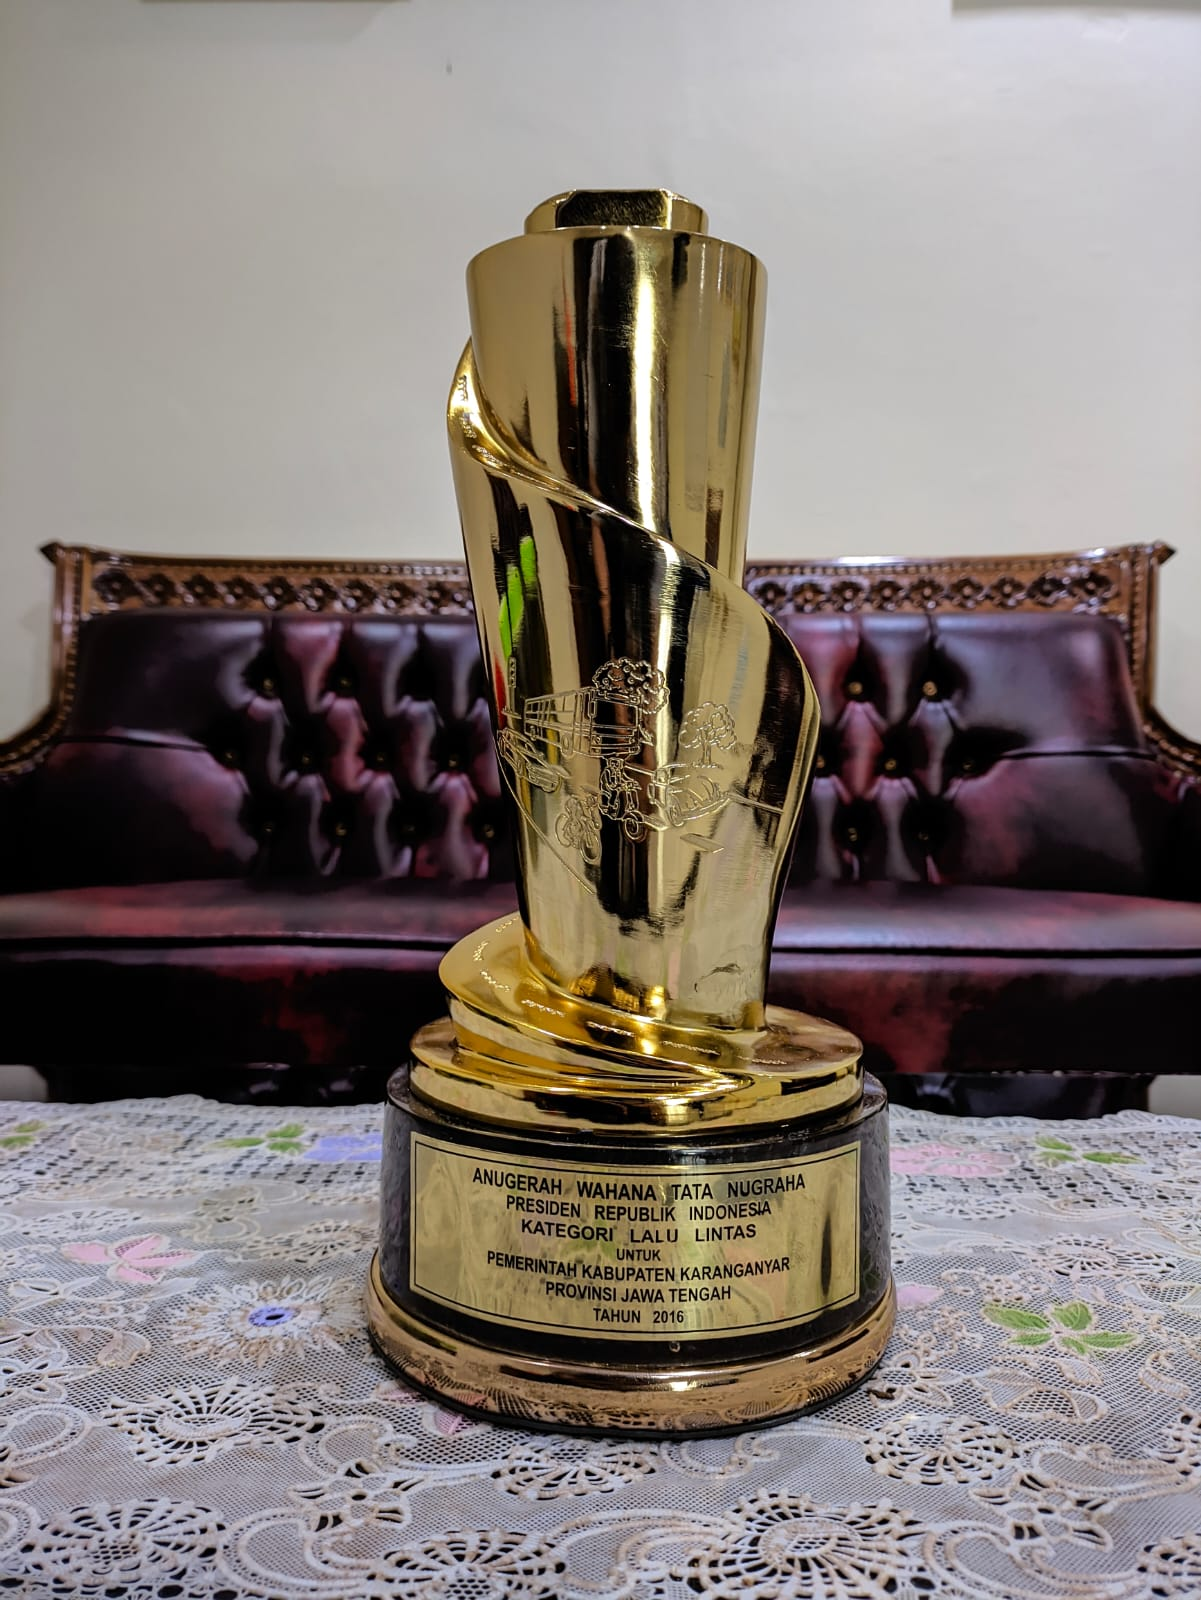 ANUGERAH WAHANA TATA NUGRAHA
PRESIDEN REPUBLIK INDONESIA
KATEGORI LALU LINTAS
UNTUK
PEMERINTAH KABUPATEN KARANGANYAR
PROVINSI JAWA TENGAH
TAHUN 2016